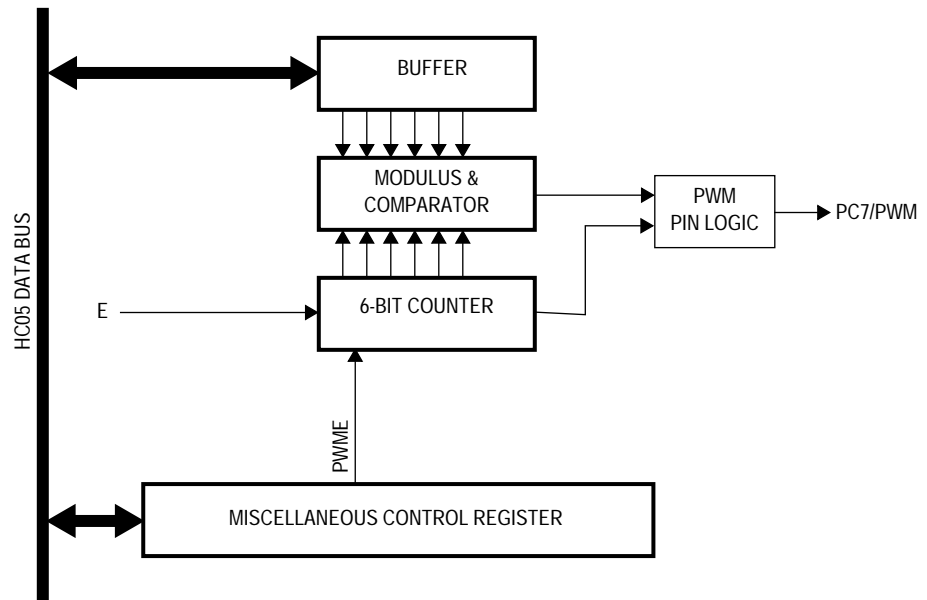 BUFFER
MODULUS &
COMPARATOR
PWM
PIN LOGIC
PC7/PWM
6-BIT COUNTER
E
HC05 DATA BUS
PWME
MISCELLANEOUS CONTROL REGISTER